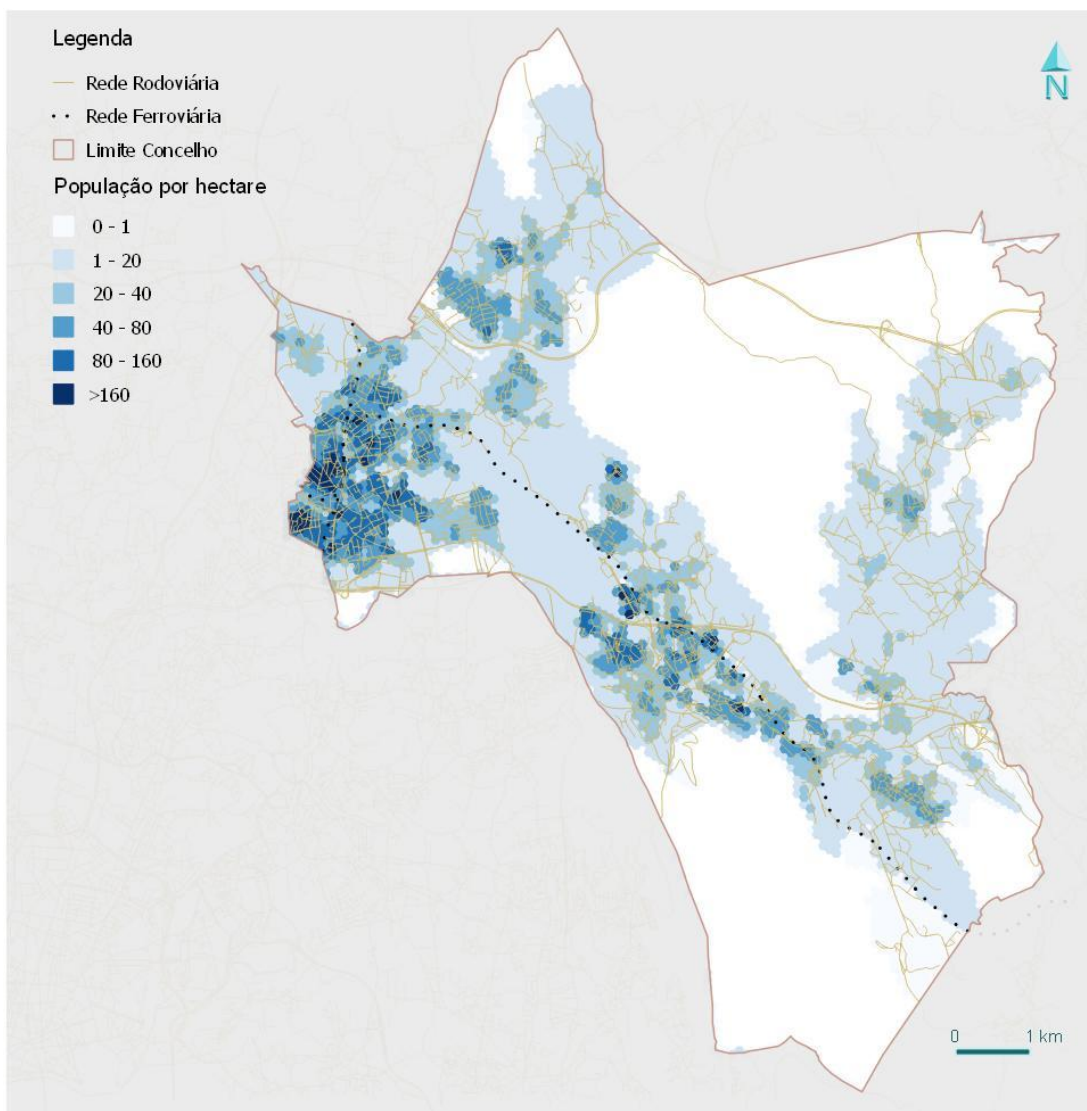 Legenda
Rede Rodoviária
Rede Ferroviária
Limite Concelho
População por hectare
0 - 1
1 - 20
20 - 40
40 - 80
80 - 160
>160
N
0 1 km